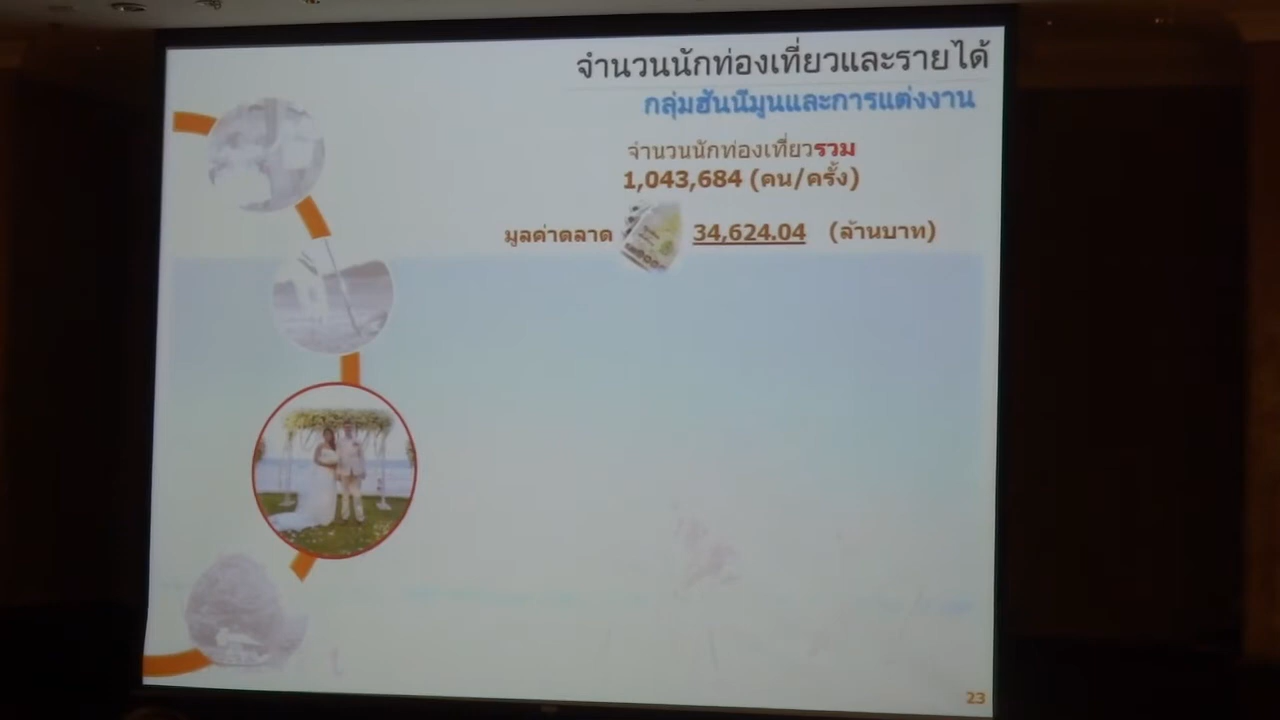 จำนวนนักท่องเที่ยวและรายได้
กลุ่มฮันนีมูนและการแต่งงาน
จำนวนนักท่องเที่ยวรวม
1,043,684 (คน/ครั้ง)
มูลค่าตลาด 34,624.04 (ล้านบาท)
23